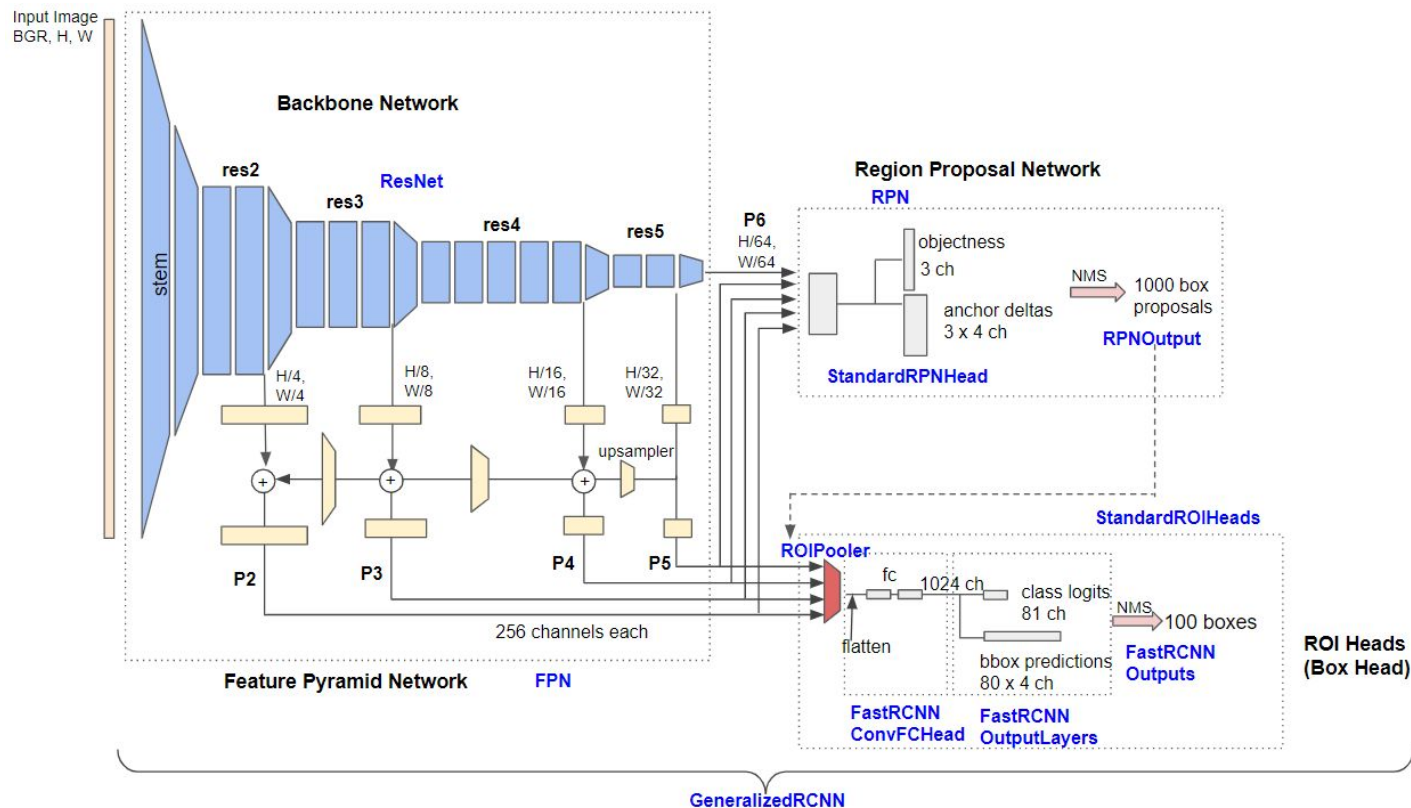 Input Image
BGR, H, W
Backbone Network
res2
ResNet
res3
res4
res5
stem
P6
H/64,
W/64
Region Proposal Network
RPN
objectness
3 ch
NMS
1000 box
proposals
anchor deltas
3 x 4 ch
RPNOutput
StandardRPNHead
H/4,
W/4
H/8,
W/8
H/16,
W/16
H/32,
W/32
upsampler
+
+
+
P2
P3
P4
P5
256 channels each
Feature Pyramid Network
FPN
StandardROIHeads
ROIPooler
fc
1024 ch
class logits
81 ch
NMS
100 boxes
flatten
bbox predictions
80 x 4 ch
FastRCNN
Outputs
ROI Heads
(Box Head)
FastRCNN
ConvFCHead
FastRCNN
OutputLayers
GeneralizedRCNN